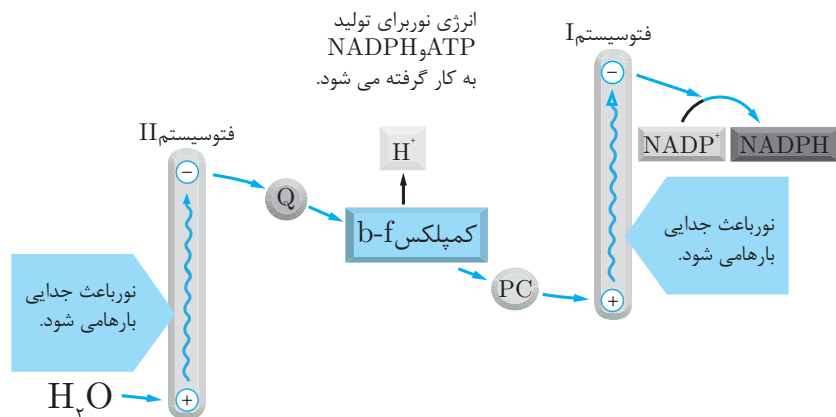 انرژی نوربرای تولید
ATPوNADPH
به کار گرفته می شود.
فتوسیستمI
−
NADP⁺
NADPH
فتوسیستمII
H⁺
−
Q
کمپلکسb-f
نورباعث جدایی
بارهامی شود.
نورباعث جدایی
بارهامی شود.
PC
+
H₂O
+